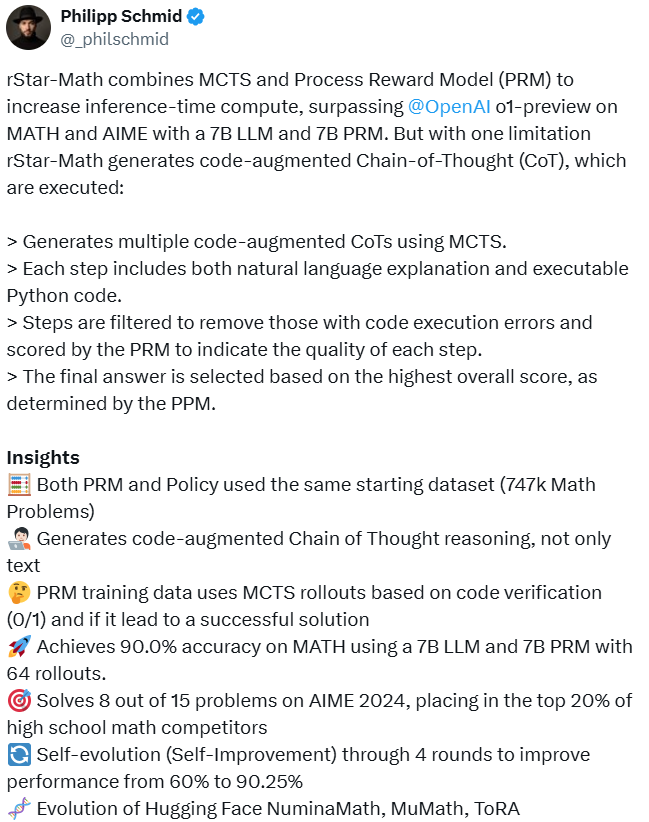 Philipp Schmid
@_philschmid
rStar-Math combines MCTS and Process Reward Model (PRM) to
increase inference-time compute, surpassing @OpenAI o1-preview on
MATH and AIME with a 7B LLM and 7B PRM. But with one limitation
rStar-Math generates code-augmented Chain-of-Thought (CoT), which
are executed:
> Generates multiple code-augmented CoTs using MCTS.
> Each step includes both natural language explanation and executable
Python code.
> Steps are filtered to remove those with code execution errors and
scored by the PRM to indicate the quality of each step.
> The final answer is selected based on the highest overall score, as
determined by the PPM.
Insights
🧮 Both PRM and Policy used the same starting dataset (747k Math
Problems)
🧑🏻‍💻 Generates code-augmented Chain of Thought reasoning, not only
text
🤔 PRM training data uses MCTS rollouts based on code verification
(0/1) and if it lead to a successful solution
🚀 Achieves 90.0% accuracy on MATH using a 7B LLM and 7B PRM with
64 rollouts.
🎯 Solves 8 out of 15 problems on AIME 2024, placing in the top 20% of
high school math competitors
🔄 Self-evolution (Self-Improvement) through 4 rounds to improve
performance from 60% to 90.25%
🧬 Evolution of Hugging Face NuminaMath, MuMath, ToRA